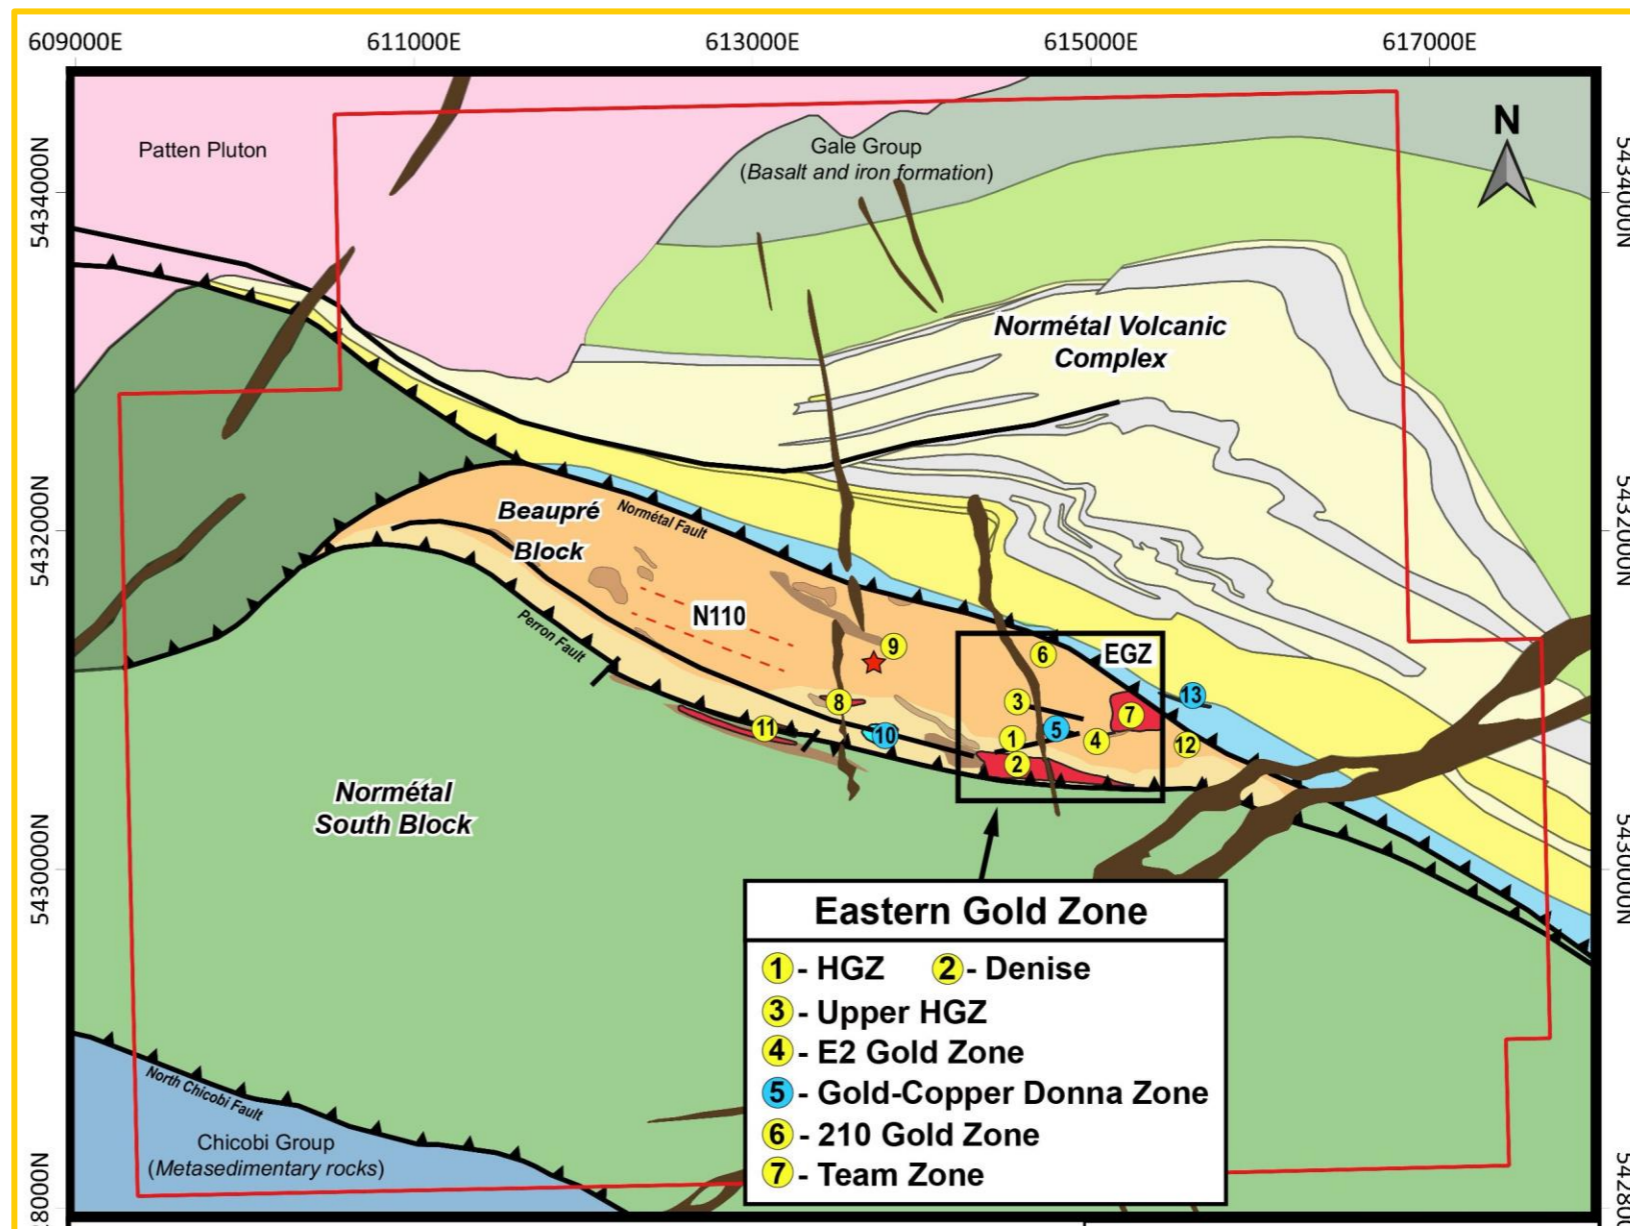 609000E 611000E 613000E 615000E 617000E
N
Patten Pluton
Gale Group
(Basalt and iron formation)
5434000N
5434000N
Normétal Volcanic
Complex
5432000N
5432000N
Beaupré
Block
Normétal Fault
N110
Perron Fault
EGZ
9
6
13
8
3
7
11
10
1
5
4
12
2
Normétal
South Block
5430000N
5430000N
Eastern Gold Zone
1 - HGZ 2 - Denise
3 - Upper HGZ
4 - E2 Gold Zone
5 - Gold-Copper Donna Zone
6 - 210 Gold Zone
7 - Team Zone
North Chicobi Fault
Chicobi Group
(Metasedimentary rocks)